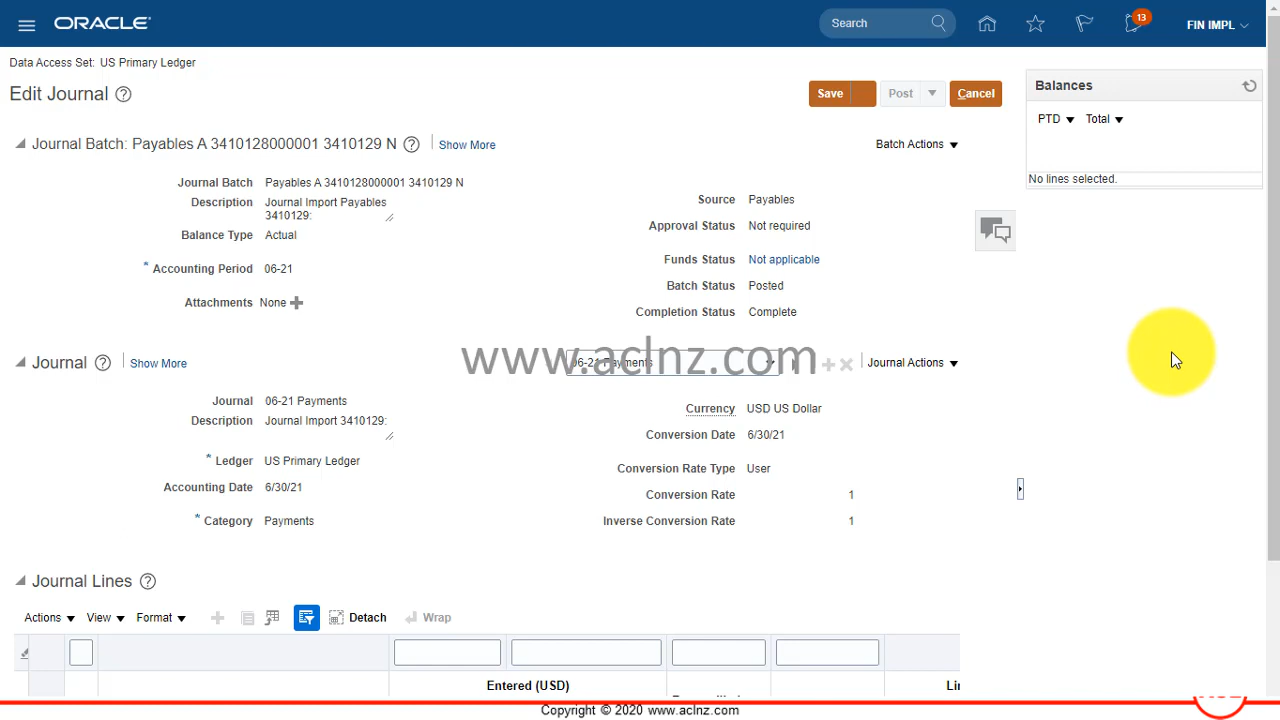 ORACLE
Search
13
FIN IMPL
Data Access Set: US Primary Ledger
Edit Journal ?
Save
Post
Cancel
Balances
PTD Total
No lines selected.
Journal Batch: Payables A 3410128000001 3410129 N ? Show More
Batch Actions
Journal Batch Payables A 3410128000001 3410129 N
Description Journal Import Payables
3410129:
Balance Type Actual
* Accounting Period 06-21
Attachments None
Source Payables
Approval Status Not required
Funds Status Not applicable
Batch Status Posted
Completion Status Complete
Journal ? Show More
06-21 Payments
www.aclnz.com
Journal Actions
Journal 06-21 Payments
Description Journal Import 3410129:
* Ledger US Primary Ledger
Accounting Date 6/30/21
* Category Payments
Currency USD US Dollar
Conversion Date 6/30/21
Conversion Rate Type User
Conversion Rate 1
Inverse Conversion Rate 1
Journal Lines ?
Actions View Format Detach Wrap
Entered (USD)
Copyright © 2020 www.aclnz.com